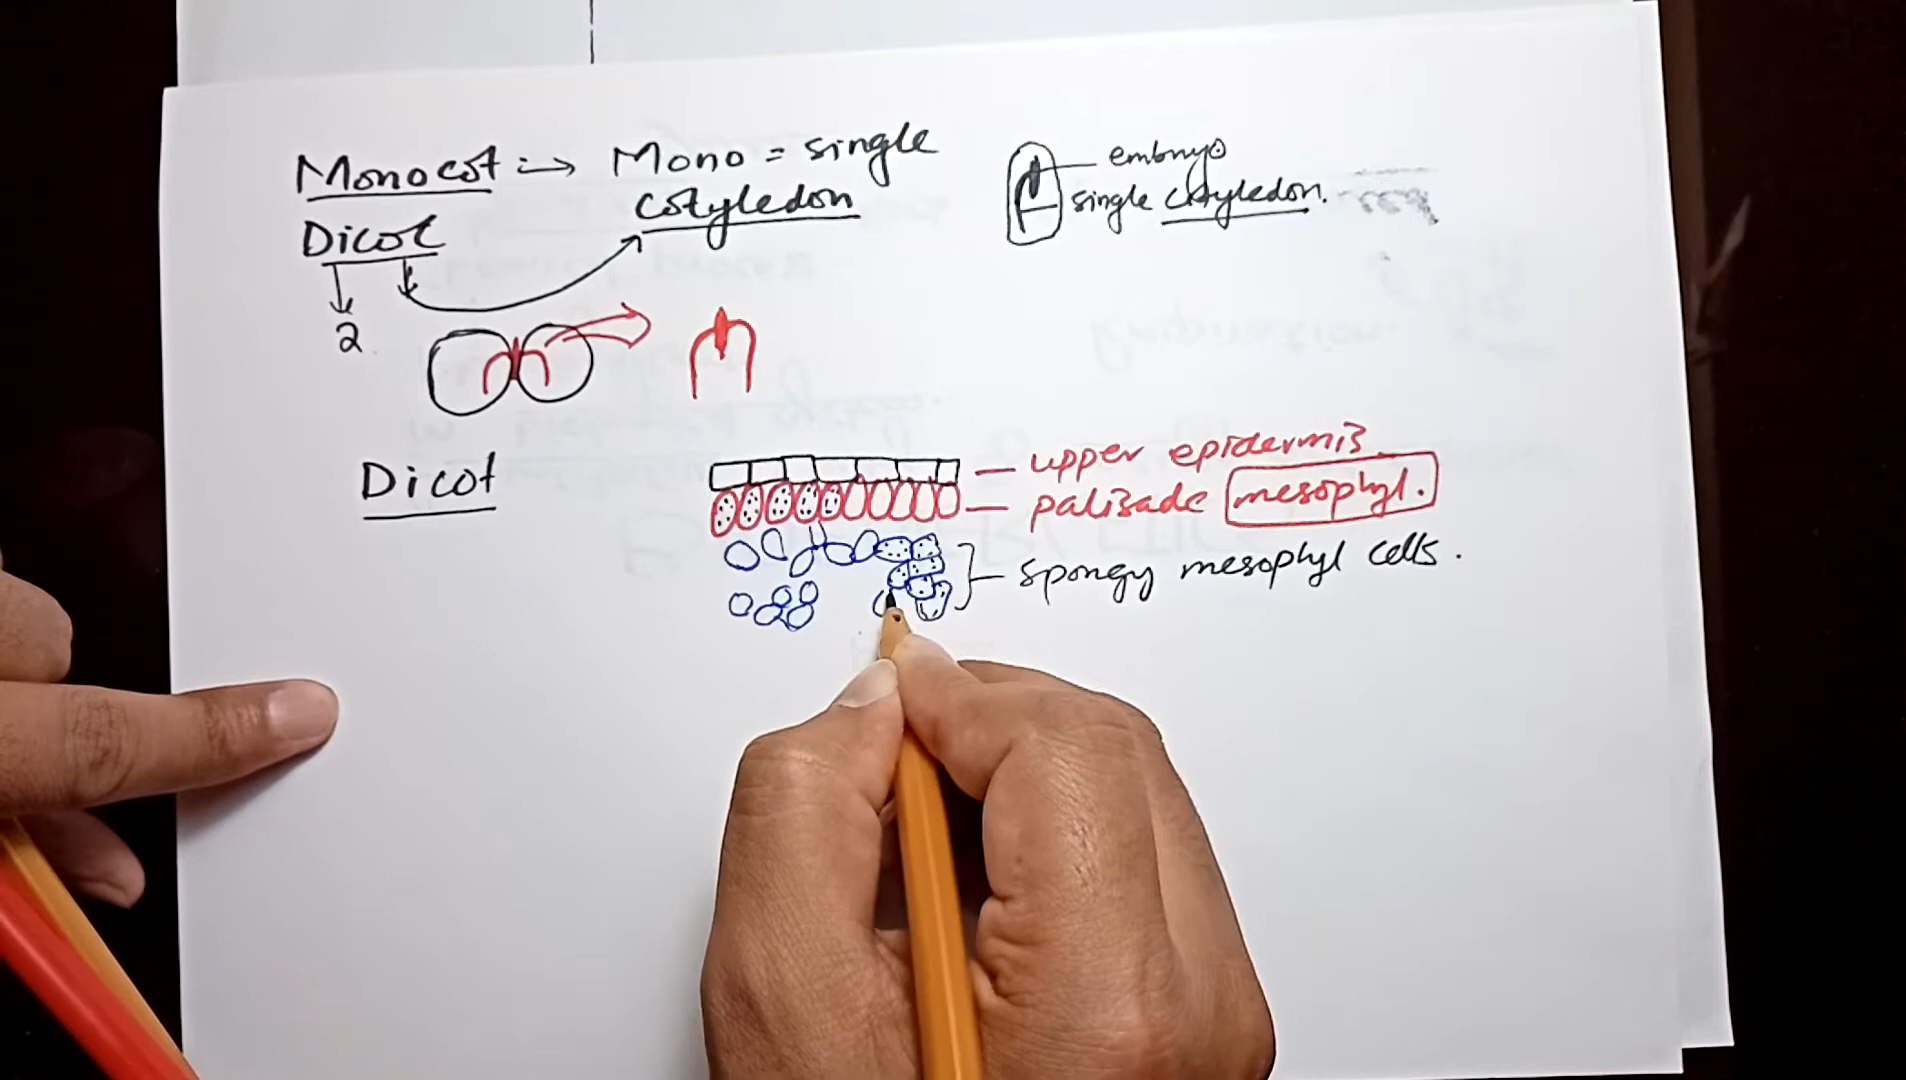 Monocot :→ Mono = single
cotyledon
Dicot
2
embryo
single cotyledon.
Dicot
upper epidermis
palisade mesophyl.
spongy mesophyl cells.